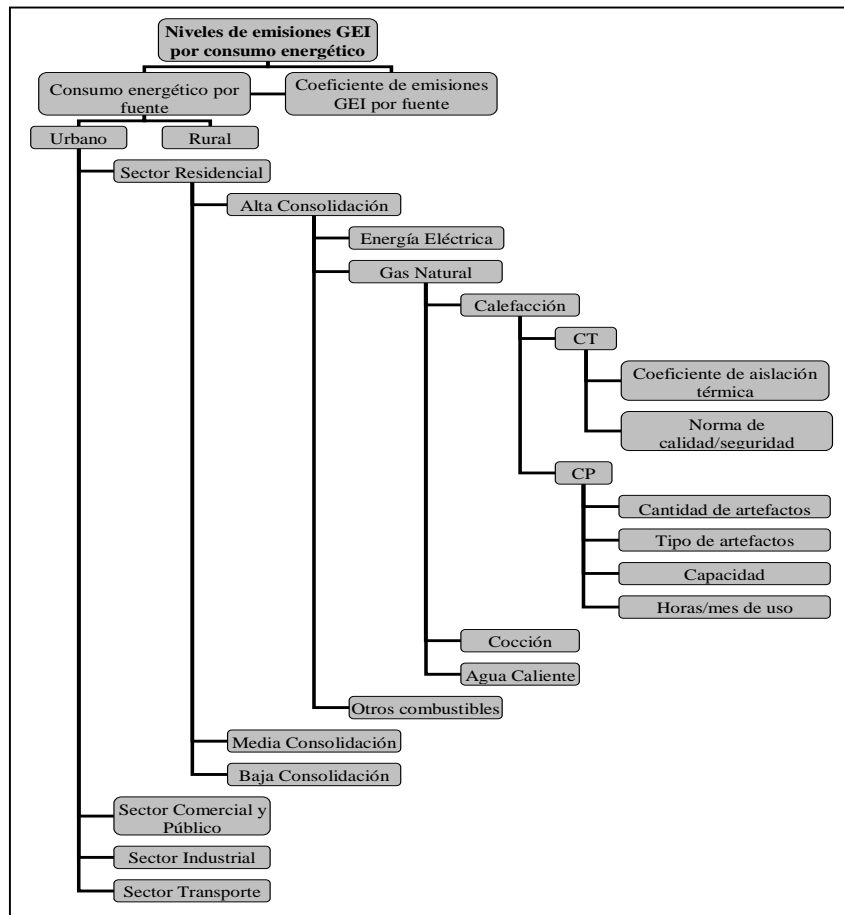 Niveles de emisiones GEI
por consumo energético
Consumo energético por
fuente
Coeficiente de emisiones
GEI por fuente
Urbano
Rural
Sector Residencial
Alta Consolidación
Energía Eléctrica
Gas Natural
Calefacción
CT
Coeficiente de aislación
térmica
Norma de
calidad/seguridad
CP
Cantidad de artefactos
Tipo de artefactos
Capacidad
Horas/mes de uso
Cocción
Agua Caliente
Otros combustibles
Media Consolidación
Baja Consolidación
Sector Comercial y
Público
Sector Industrial
Sector Transporte